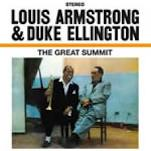 STEREO
LOUIS ARMSTRONG
& DUKE ELLINGTON
THE GREAT SUMMIT